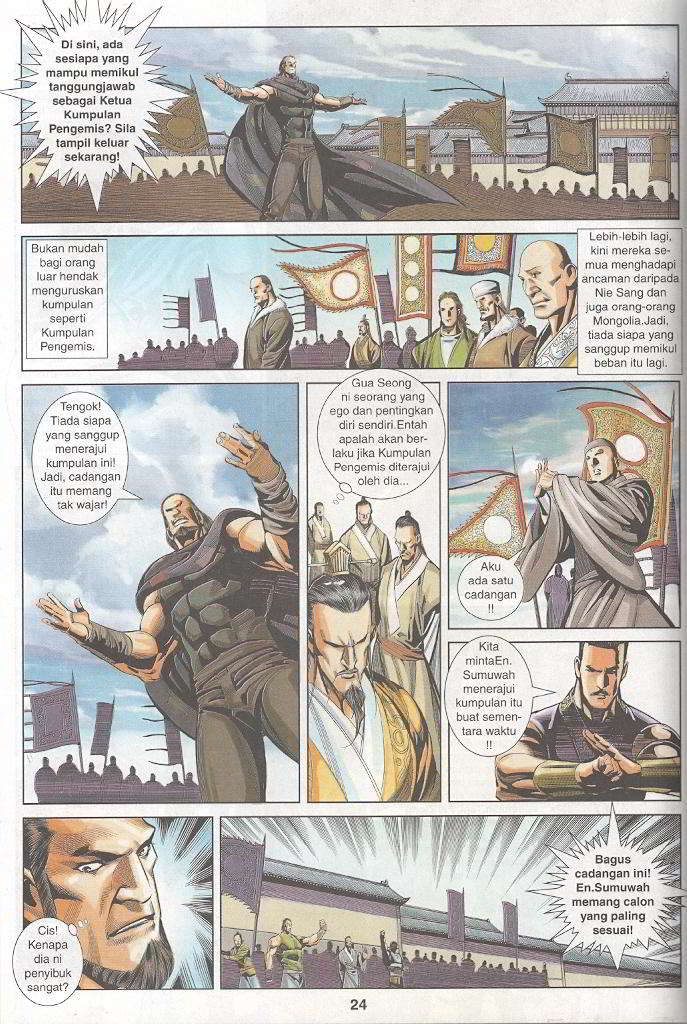 Di sini, ada
sesiapa yang
mampu memikul
tanggungjawab
sebagai Ketua
Kumpulan
Pengemis? Sila
tampil keluar
sekarang!
Bukan mudah
bagi orang
luar hendak
menguruskan
kumpulan
seperti
Kumpulan
Pengemis.
Lebih-lebih lagi,
kini mereka se-
mua menghadapi
ancaman daripada
Nie Sang dan
juga orang-orang
Mongolia.Jadi,
tiada siapa yang
sanggup memikul
beban itu lagi.
Tengok!
Tiada siapa
yang sanggup
menerajui
kumpulan ini!
Jadi, cadangan
itu memang
tak wajar!
Gua Seong
ni seorang yang
ego dan pentingkan
diri sendiri.Entah
apalah akan ber-
laku jika Kumpulan
Pengemis diterajui
oleh dia...
Aku
ada satu
cadangan
!!
Kita
mintaEn.
Sumuwah
menerajui
kumpulan itu
buat semen-
tara waktu
!!
Cis!
Kenapa
dia ni
penyibuk
sangat?
Bagus
cadangan ini!
En.Sumuwah
memang calon
yang paling
sesuai!
24